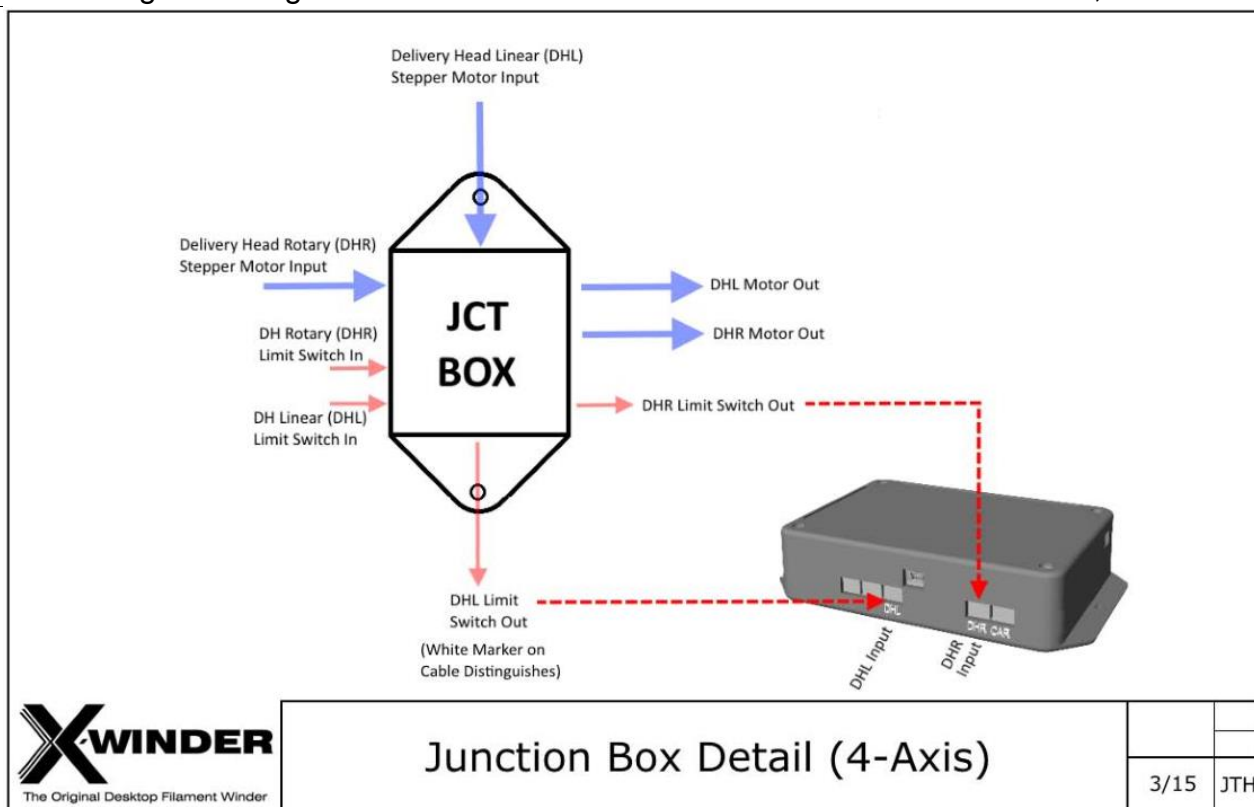 Delivery Head Linear (DHL)
Stepper Motor Input
Delivery Head Rotary (DHR)
Stepper Motor Input
DHL Motor Out
JCT
BOX
DHR Motor Out
DH Rotary (DHR)
Limit Switch In
DHR Limit Switch Out
DH Linear (DHL)
Limit Switch In
DHL Limit
Switch Out
(White Marker on
Cable Distinguishes)
DHL
DHR CAR
DHL Input
DHR
Input
X-WINDER
The Original Desktop Filament Winder
Junction Box Detail (4-Axis)
3/15
JTH